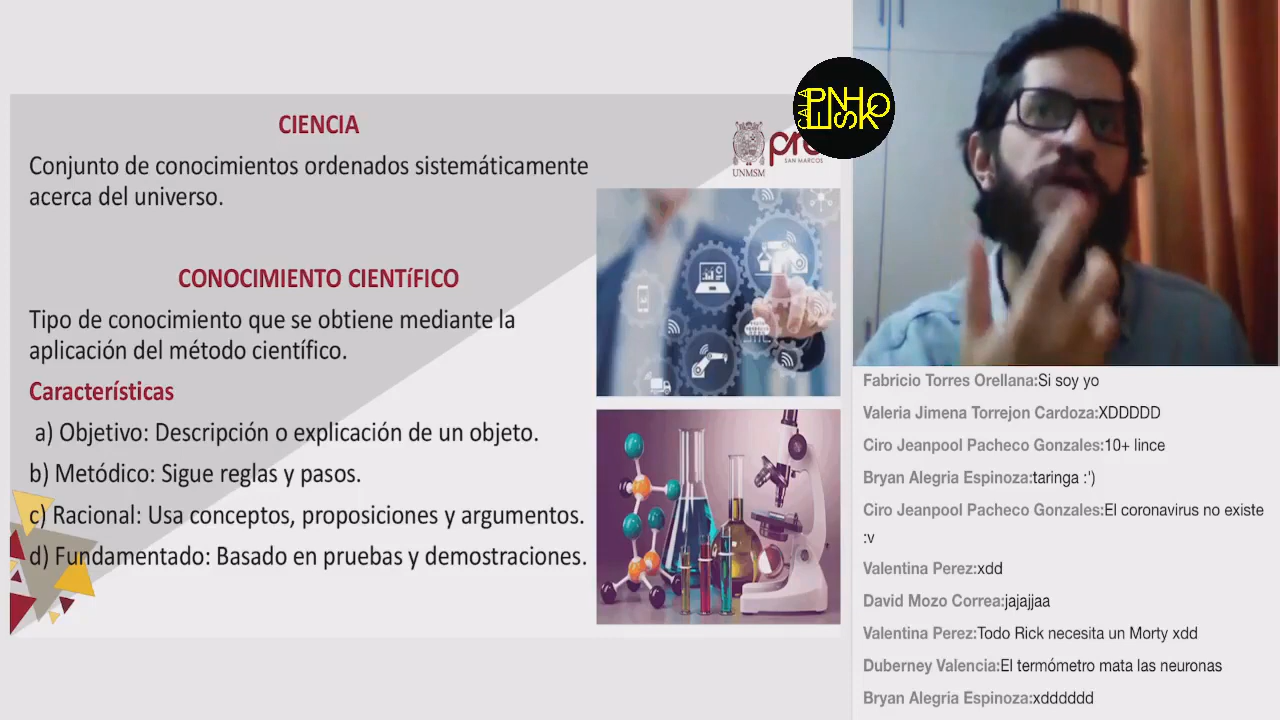 CIENCIA
Conjunto de conocimientos ordenados sistemáticamente
acerca del universo.
CONOCIMIENTO CIENTíFICO
Tipo de conocimiento que se obtiene mediante la
aplicación del método científico.
Características
a) Objetivo: Descripción o explicación de un objeto.
b) Metódico: Sigue reglas y pasos.
c) Racional: Usa conceptos, proposiciones y argumentos.
d) Fundamentado: Basado en pruebas y demostraciones.
UNMSM
SAN MARCOS
CALA
Fabricio Torres Orellana:Si soy yo
Valeria Jimena Torrejon Cardoza:XDDDDD
Ciro Jeanpool Pacheco Gonzales:10+ lince
Bryan Alegria Espinoza:taringa :')
Ciro Jeanpool Pacheco Gonzales:El coronavirus no existe
:v
Valentina Perez:xdd
David Mozo Correa:jajajjaa
Valentina Perez:Todo Rick necesita un Morty xdd
Duberney Valencia:El termómetro mata las neuronas
Bryan Alegria Espinoza:xdddddd